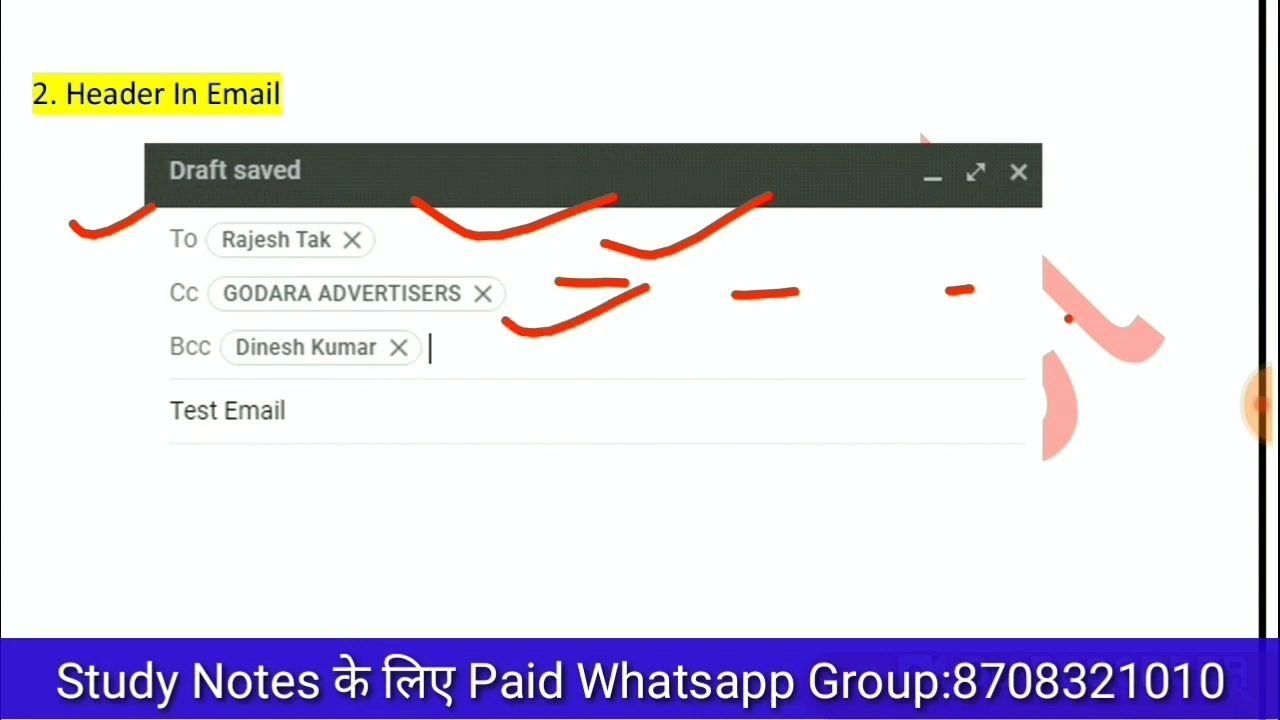 2. Header In Email
Draft saved
To Rajesh Tak
Cc GODARA ADVERTISERS
Bcc Dinesh Kumar
Test Email
Study Notes के लिए Paid Whatsapp Group:8708321010